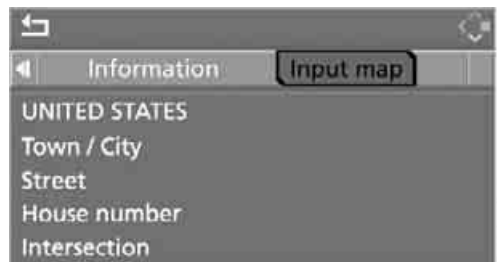 Information Input map
UNITED STATES
Town / City
Street
House number
Intersection